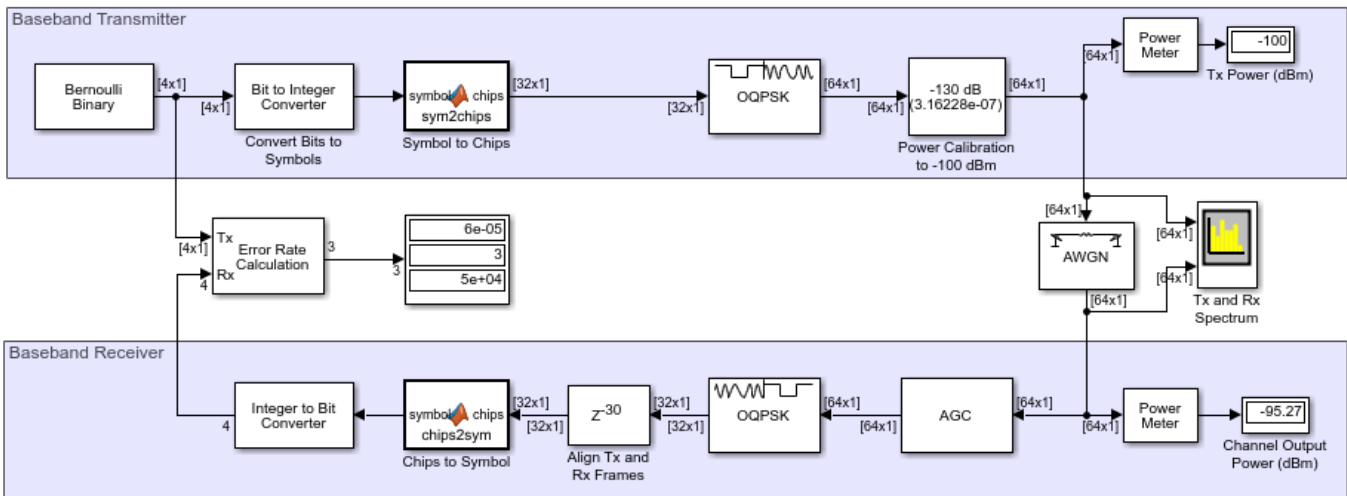 Baseband Transmitter
Bernoulli
Binary
[4x1]
[4x1]
Bit to Integer
Converter
Convert Bits to
Symbols
symbol chips
sym2chips
Symbol to Chips
[32x1]
[32x1]
OQPSK
[64x1]
[64x1]
-130 dB
(3.16228e-07)
Power Calibration
to -100 dBm
[64x1]
[64x1]
Power
Meter
-100
Tx Power (dBm)
[4x1]
Tx
Rx
4
Error Rate
Calculation
3
3
6e-05
3
5e+04
[64x1]
AWGN
[64x1]
[64x1]
[64x1]
Tx and Rx
Spectrum
Baseband Receiver
4
Integer to Bit
Converter
symbol chips
chips2sym
Chips to Symbol
[32x1]
[32x1]
Z-30
Align Tx and
Rx Frames
[32x1]
[32x1]
OQPSK
[64x1]
[64x1]
AGC
[64x1]
[64x1]
Power
Meter
-95.27
Channel Output
Power (dBm)